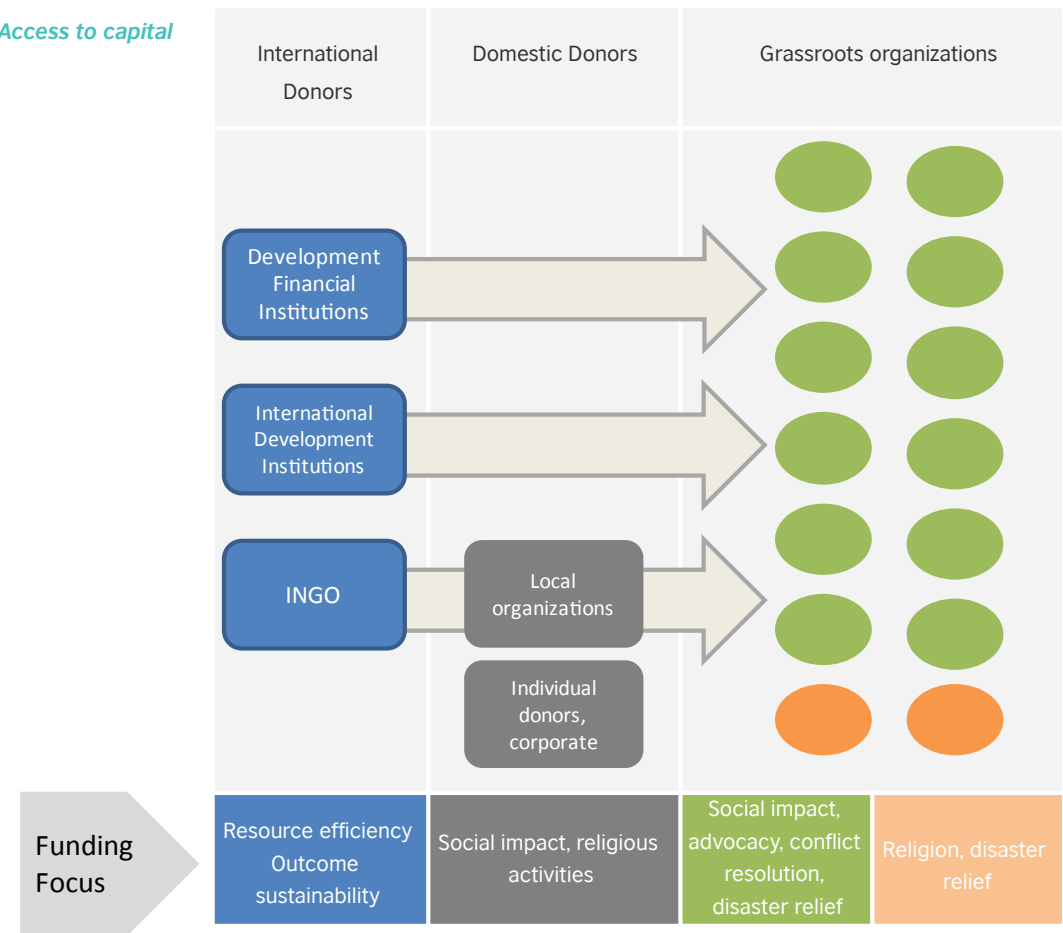 Access to capital
International
Donors
Domestic Donors
Grassroots organizations
Development
Financial
Institutions
International
Development
Institutions
INGO
Local
organizations
Individual
donors,
corporate
Funding
Focus
Resource efficiency
Outcome
sustainability
Social impact, religious
activities
Social impact,
advocacy, conflict
resolution,
disaster relief
Religion, disaster
relief